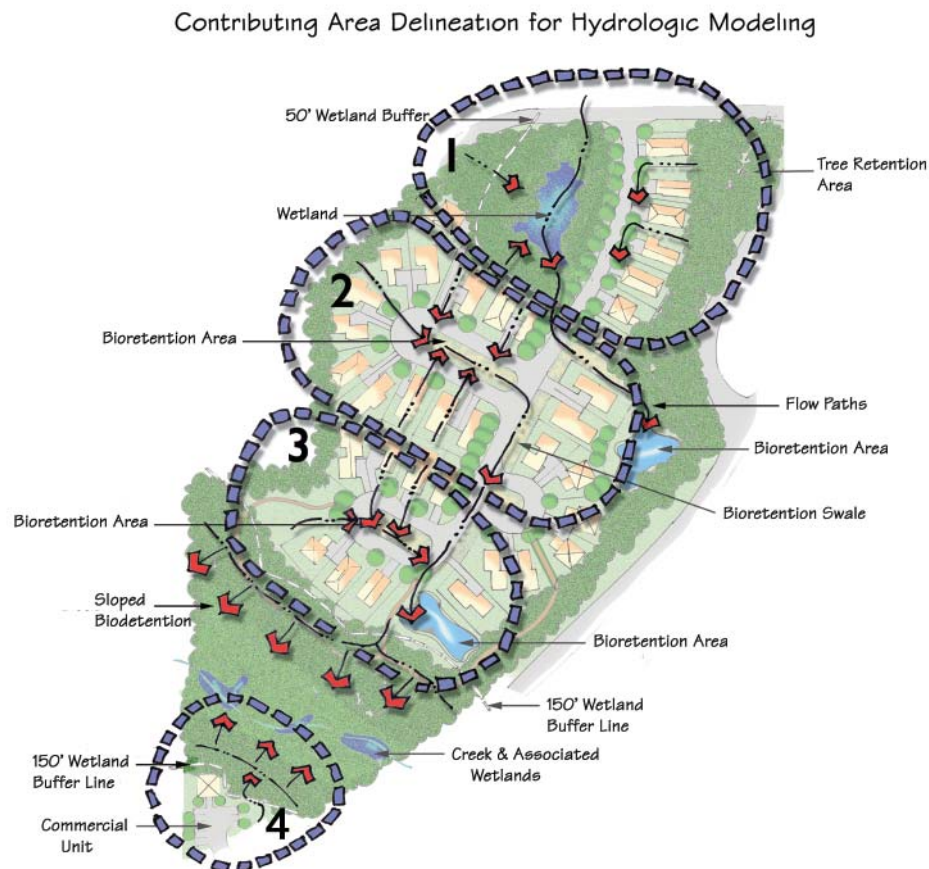 Contributing Area Delineation for Hydrologic Modeling
50' Wetland Buffer
1
Tree Retention
Area
Wetland
2
Bioretention Area
Flow Paths
3
Bioretention Area
Bioretention Area
Bioretention Swale
Sloped
Biodetention
Bioretention Area
150' Wetland
Buffer Line
150' Wetland
Buffer Line
Creek & Associated
Wetlands
Commercial
Unit
4